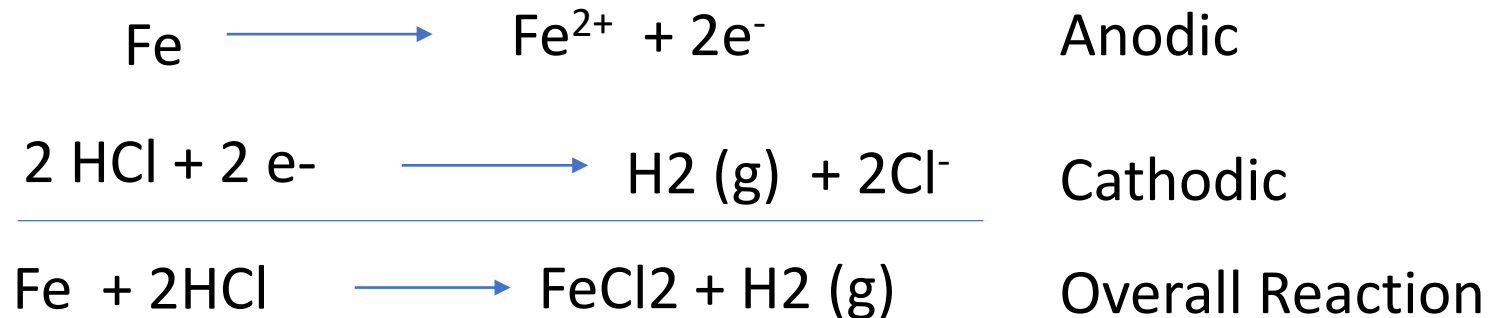 Fe ⟶ Fe²⁺ + 2e⁻ Anodic
2 HCl + 2 e- ⟶ H2 (g) + 2Cl⁻ Cathodic
Fe + 2HCl ⟶ FeCl2 + H2 (g) Overall Reaction